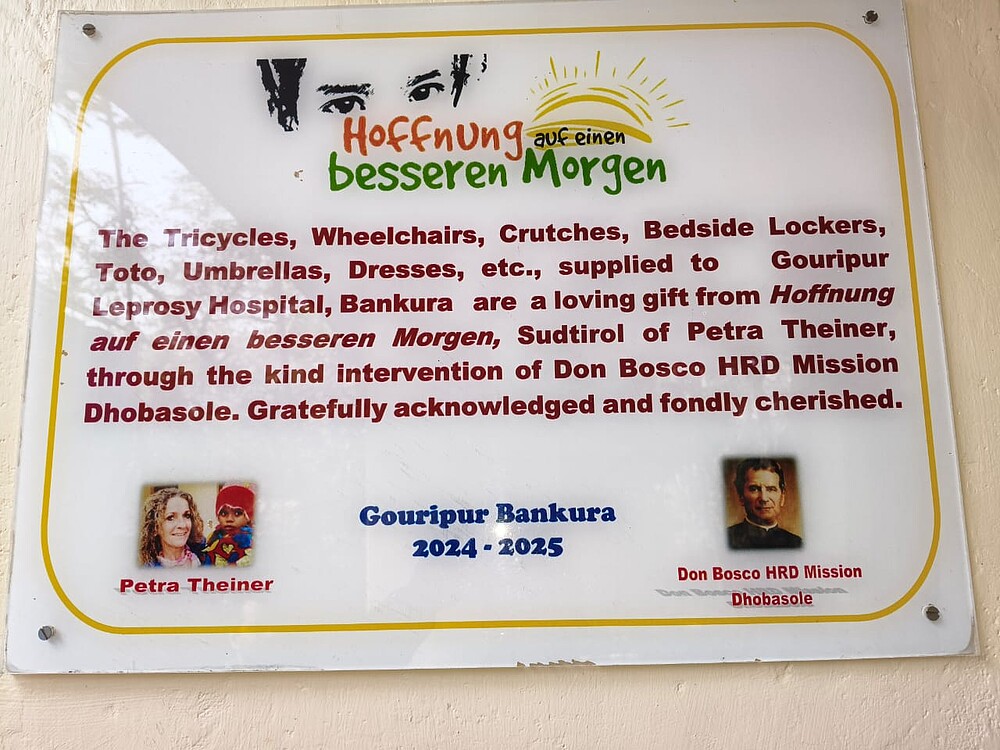 Hoffnung auf einen
besseren Morgen
The Tricycles, Wheelchairs, Crutches, Bedside Lockers,
Toto, Umbrellas, Dresses, etc., supplied to Gouripur
Leprosy Hospital, Bankura are a loving gift from Hoffnung
auf einen besseren Morgen, Sudtirol of Petra Theiner,
through the kind intervention of Don Bosco HRD Mission
Dhobasole. Gratefully acknowledged and fondly cherished.
Gouripur Bankura
2024 - 2025
Petra Theiner
Don Bosco HRD Mission
Dhobasole